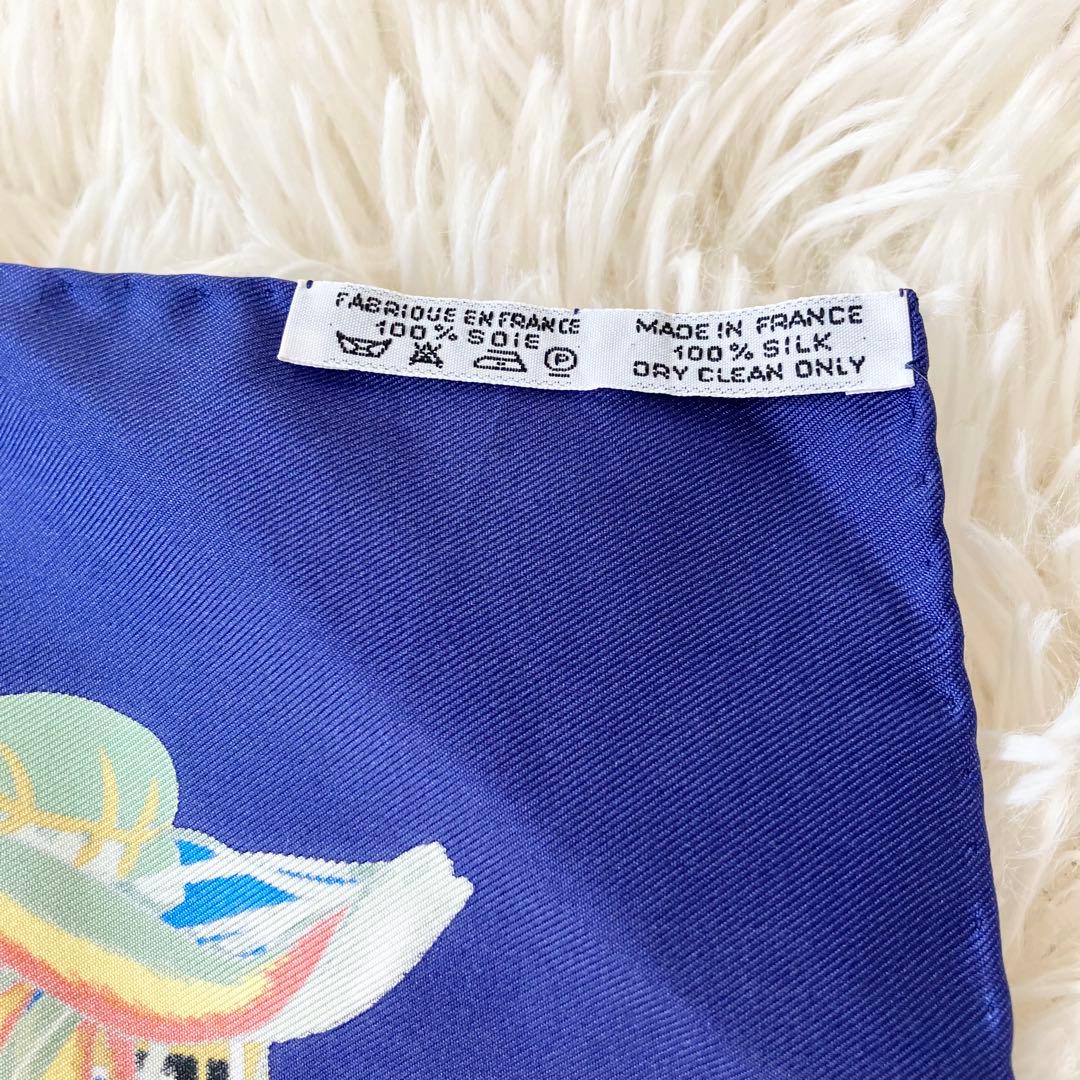 FABRIQUE EN FRANCE
100% SOIE
P
MADE IN FRANCE
100% SILK
DRY CLEAN ONLY